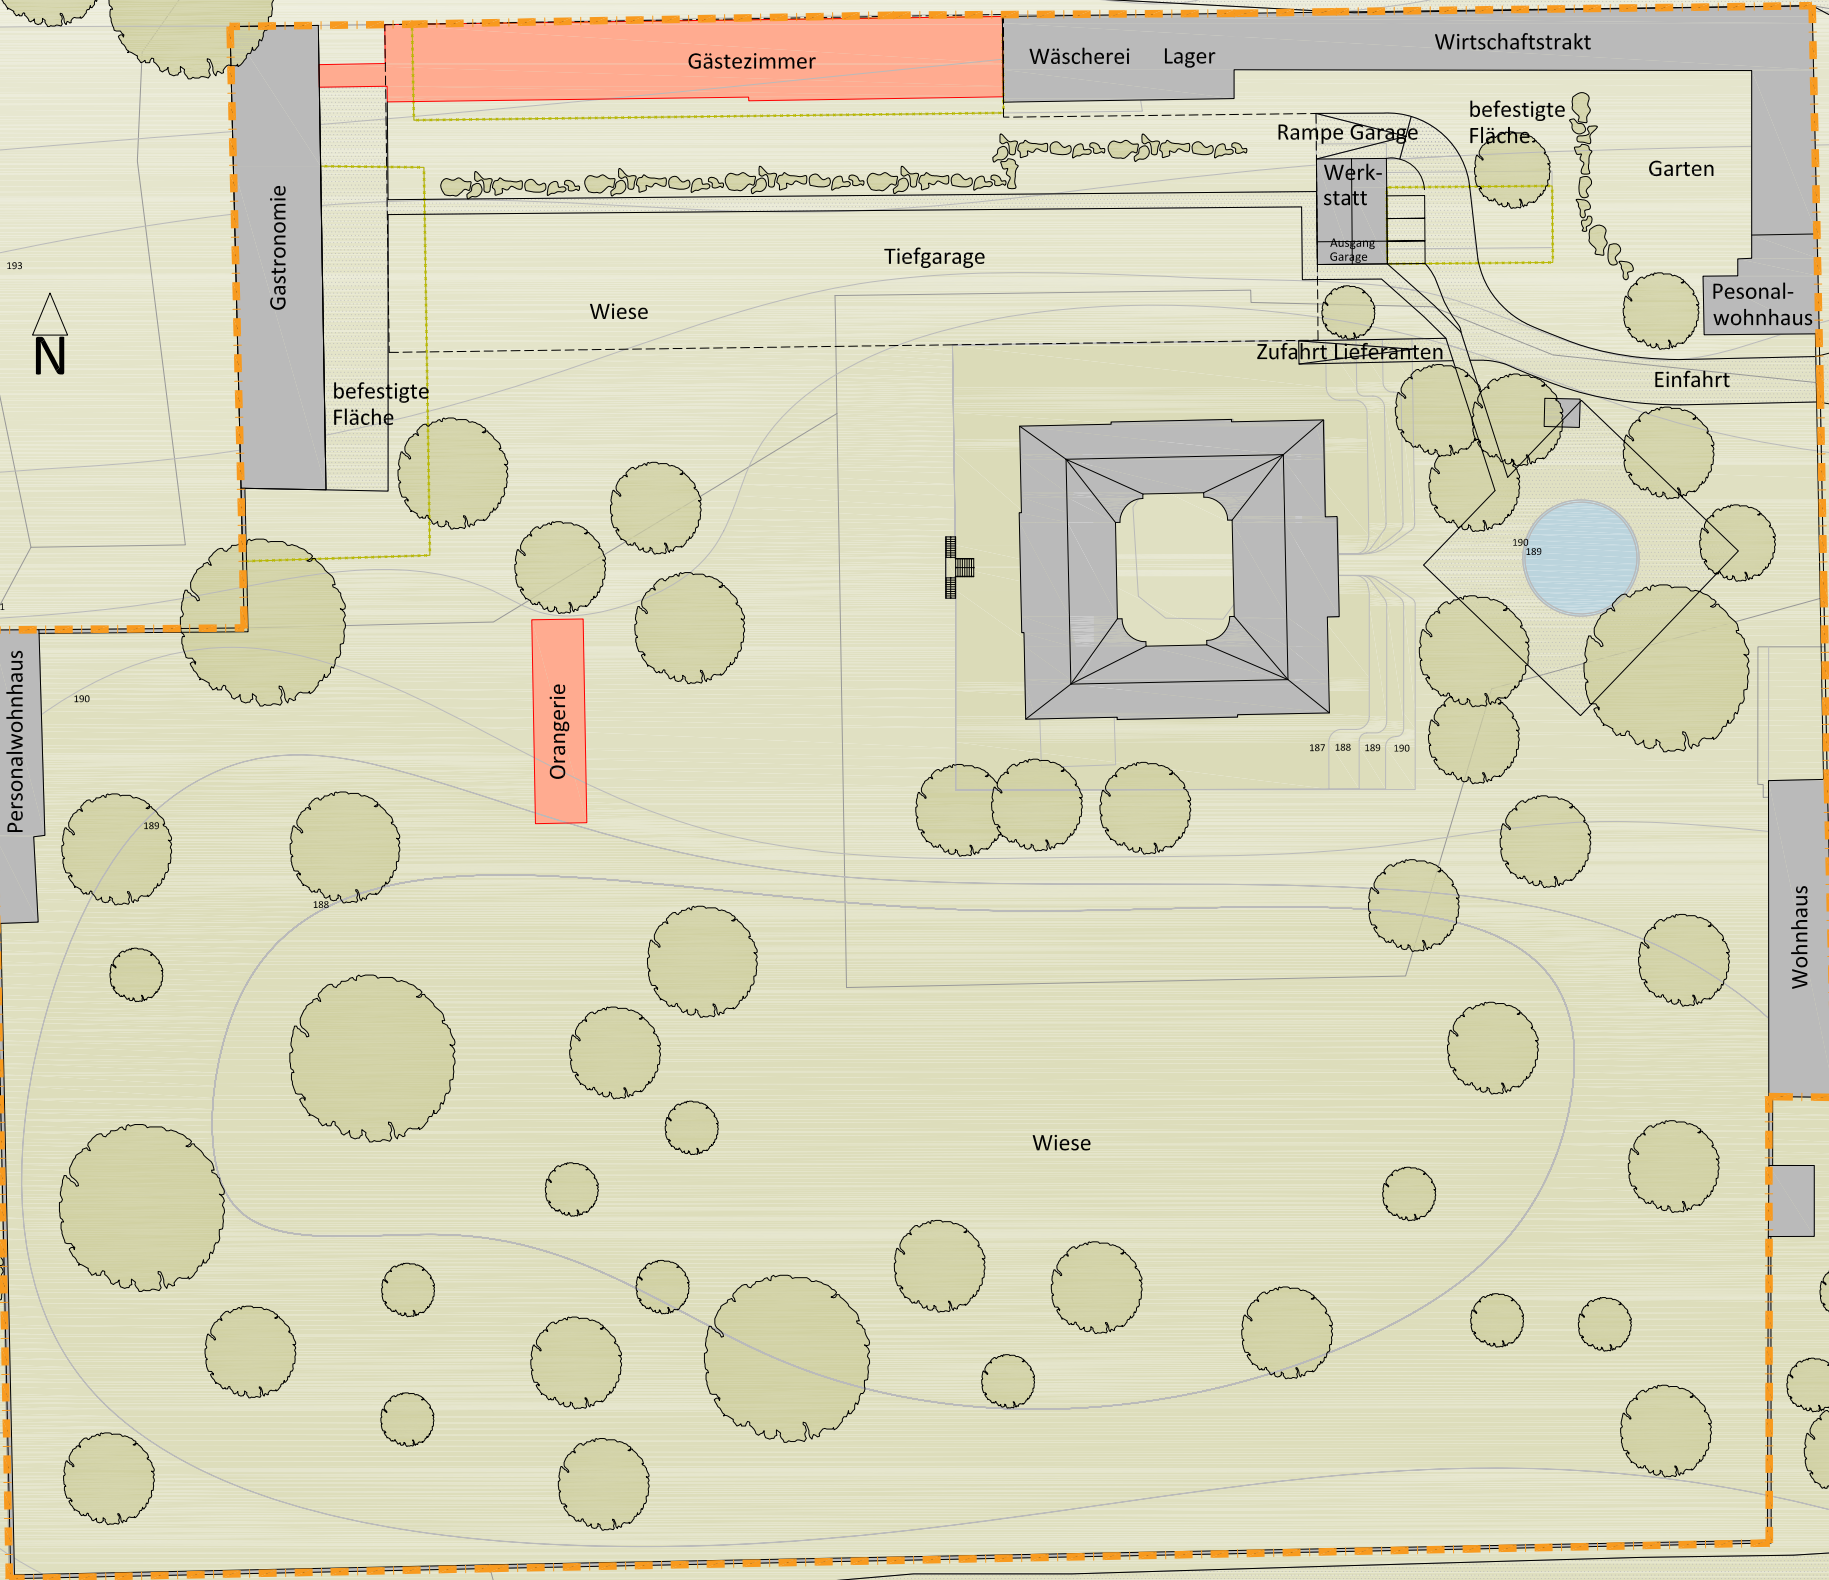 Gästezimmer
Wäscherei
Lager
Wirtschaftstrakt
befestigte
Fläche
Rampe Garage
Garten
Werk-
statt
Ausgang
Garage
Gastronomie
193
N
Tiefgarage
Wiese
Pesonal-
wohnhaus
Zufahrt Lieferanten
Einfahrt
befestigte
Fläche
190
189
1
Personalwohnhaus
190
Orangerie
187
188
189
190
189
188
Wohnhaus
Wiese